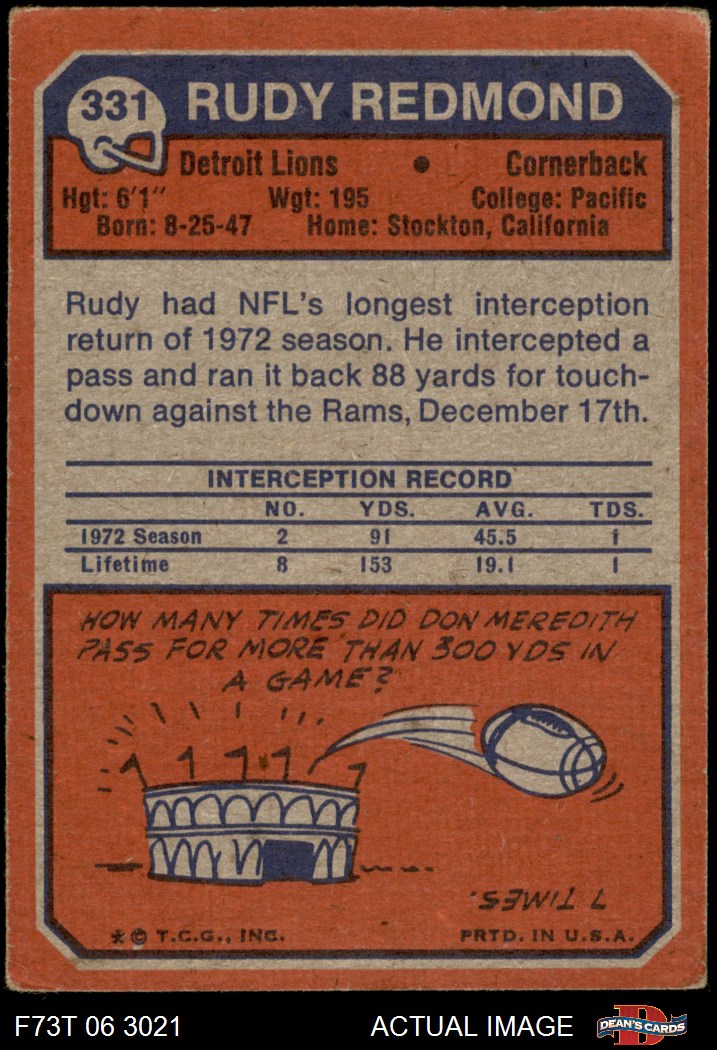 331 RUDY REDMOND
Detroit Lions • Cornerback
Hgt: 6'1" Wgt: 195 College: Pacific
Born: 8-25-47 Home: Stockton, California
Rudy had NFL's longest interception
return of 1972 season. He intercepted a
pass and ran it back 88 yards for touch-
down against the Rams, December 17th.
INTERCEPTION RECORD
NO. YDS. AVG. TDS.
1972 Season 2 91 45.5 1
Lifetime 8 153 19.1 1
HOW MANY TIMES DID DON MEREDITH
PASS FOR MORE THAN 300 YDS IN
A GAME?
7 TIMES.
* © T.C.G., INC. PRTD. IN U.S.A.
F73T 06 3021 ACTUAL IMAGE D DEAN'S CARDS